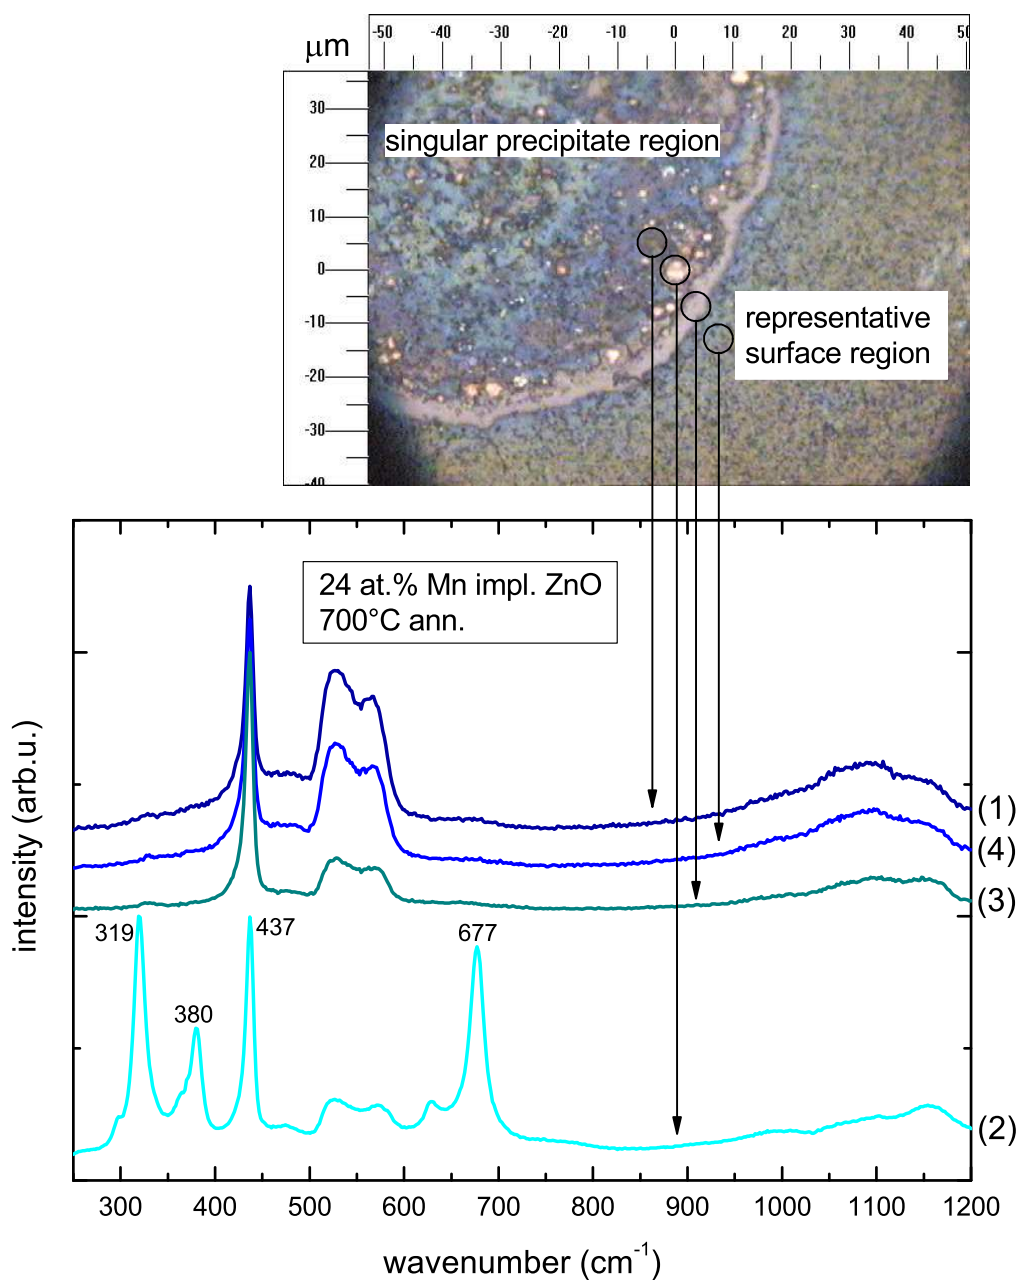 μm
-50 -40 -30 -20 -10 0 10 20 30 40 50
30
20
10
0
-10
-20
-30
-40
singular precipitate region
representative
surface region
24 at.% Mn impl. ZnO
700°C ann.
intensity (arb.u.)
(1)
(4)
(3)
(2)
319
380
437
677
300 400 500 600 700 800 900 1000 1100 1200
wavenumber (cm⁻¹)